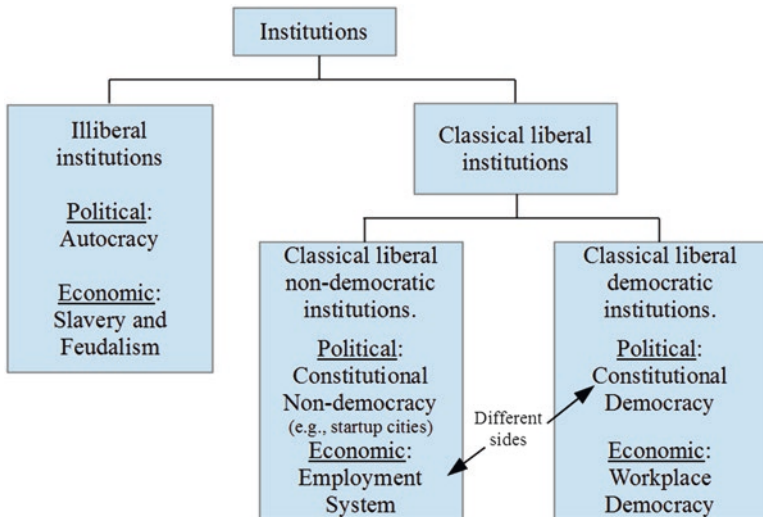 Institutions
Illiberal
institutions
Political:
Autocracy
Economic:
Slavery and
Feudalism
Classical liberal
institutions
Classical liberal
non-democratic
institutions.
Political:
Constitutional
Non-democracy
(e.g., startup cities)
Economic:
Employment
System
Different
sides
Classical liberal
democratic
institutions.
Political:
Constitutional
Democracy
Economic:
Workplace
Democracy